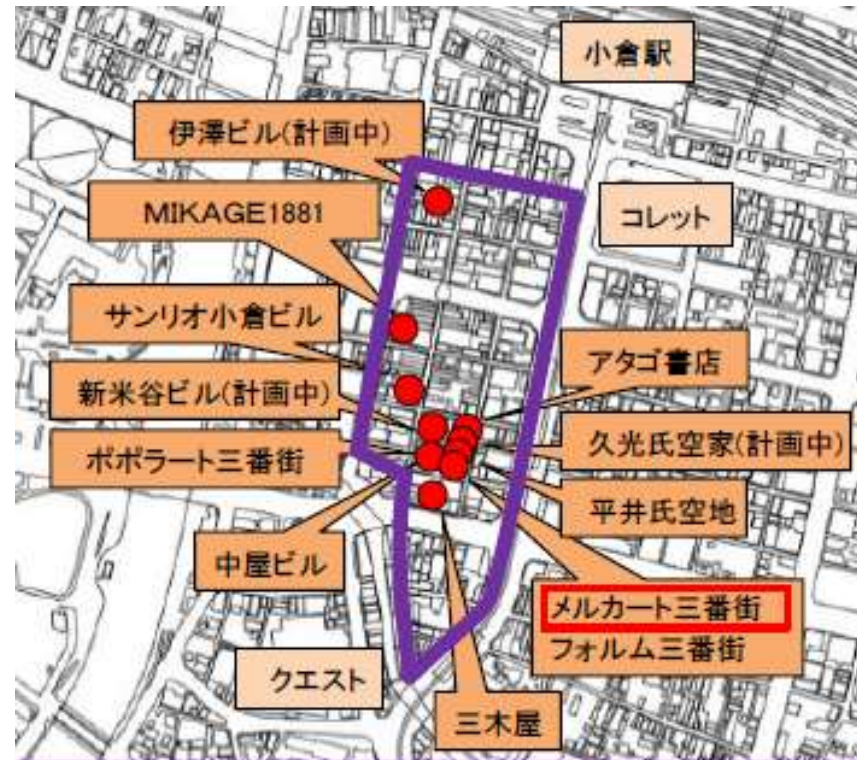 小倉駅
伊澤ビル(計画中)
MIKAGE1881
コレット
サンリオ小倉ビル
アタゴ書店
新米谷ビル(計画中)
久光氏空家(計画中)
ポポラート三番街
平井氏空地
中屋ビル
メルカート三番街
フォルム三番街
クエスト
三木屋